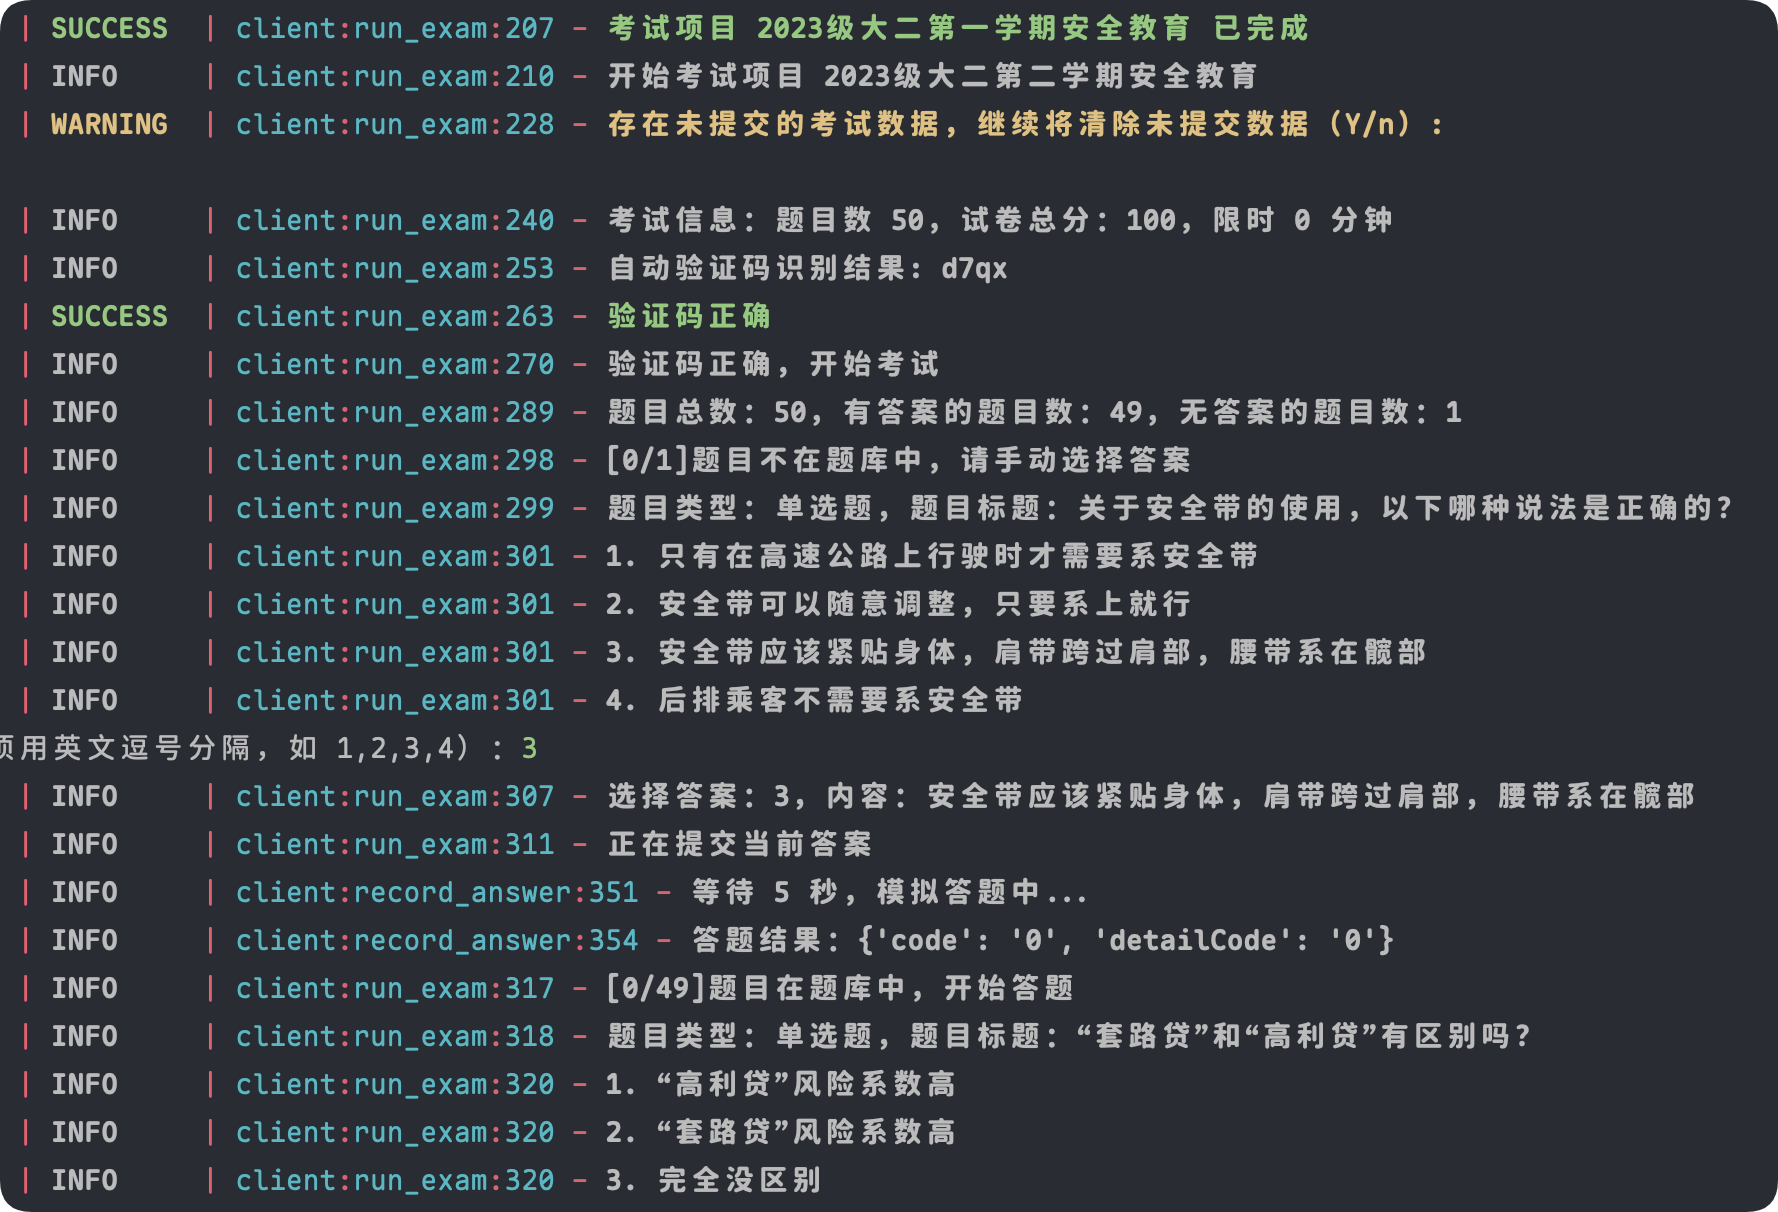 | SUCCESS | client:run_exam:207 - 考试项目 2023级大二第一学期安全教育 已完成
| INFO | client:run_exam:210 - 开始考试项目 2023级大二第二学期安全教育
| WARNING | client:run_exam:228 - 存在未提交的考试数据，继续将清除未提交数据（Y/n）：
| INFO | client:run_exam:240 - 考试信息：题目数 50，试卷总分：100，限时 0 分钟
| INFO | client:run_exam:253 - 自动验证码识别结果: d7qx
| SUCCESS | client:run_exam:263 - 验证码正确
| INFO | client:run_exam:270 - 验证码正确，开始考试
| INFO | client:run_exam:289 - 题目总数：50，有答案的题目数：49，无答案的题目数：1
| INFO | client:run_exam:298 - [0/1]题目不在题库中，请手动选择答案
| INFO | client:run_exam:299 - 题目类型：单选题，题目标题：关于安全带的使用，以下哪种说法是正确的？
| INFO | client:run_exam:301 - 1. 只有在高速公路上行驶时才需要系安全带
| INFO | client:run_exam:301 - 2. 安全带可以随意调整，只要系上就行
| INFO | client:run_exam:301 - 3. 安全带应该紧贴身体，肩带跨过肩部，腰带系在髋部
| INFO | client:run_exam:301 - 4. 后排乘客不需要系安全带
用英文逗号分隔，如 1,2,3,4）：3
| INFO | client:run_exam:307 - 选择答案：3，内容：安全带应该紧贴身体，肩带跨过肩部，腰带系在髋部
| INFO | client:run_exam:311 - 正在提交当前答案
| INFO | client:record_answer:351 - 等待 5 秒，模拟答题中...
| INFO | client:record_answer:354 - 答题结果：{'code': '0', 'detailCode': '0'}
| INFO | client:run_exam:317 - [0/49]题目在题库中，开始答题
| INFO | client:run_exam:318 - 题目类型：单选题，题目标题：“套路贷”和“高利贷”有区别吗？
| INFO | client:run_exam:320 - 1. “高利贷”风险系数高
| INFO | client:run_exam:320 - 2. “套路贷”风险系数高
| INFO | client:run_exam:320 - 3. 完全没区别